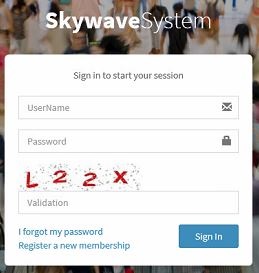 SkywaveSystem
Sign in to start your session
UserName
Password
L22X
Validation
I forgot my password
Register a new membership
Sign In